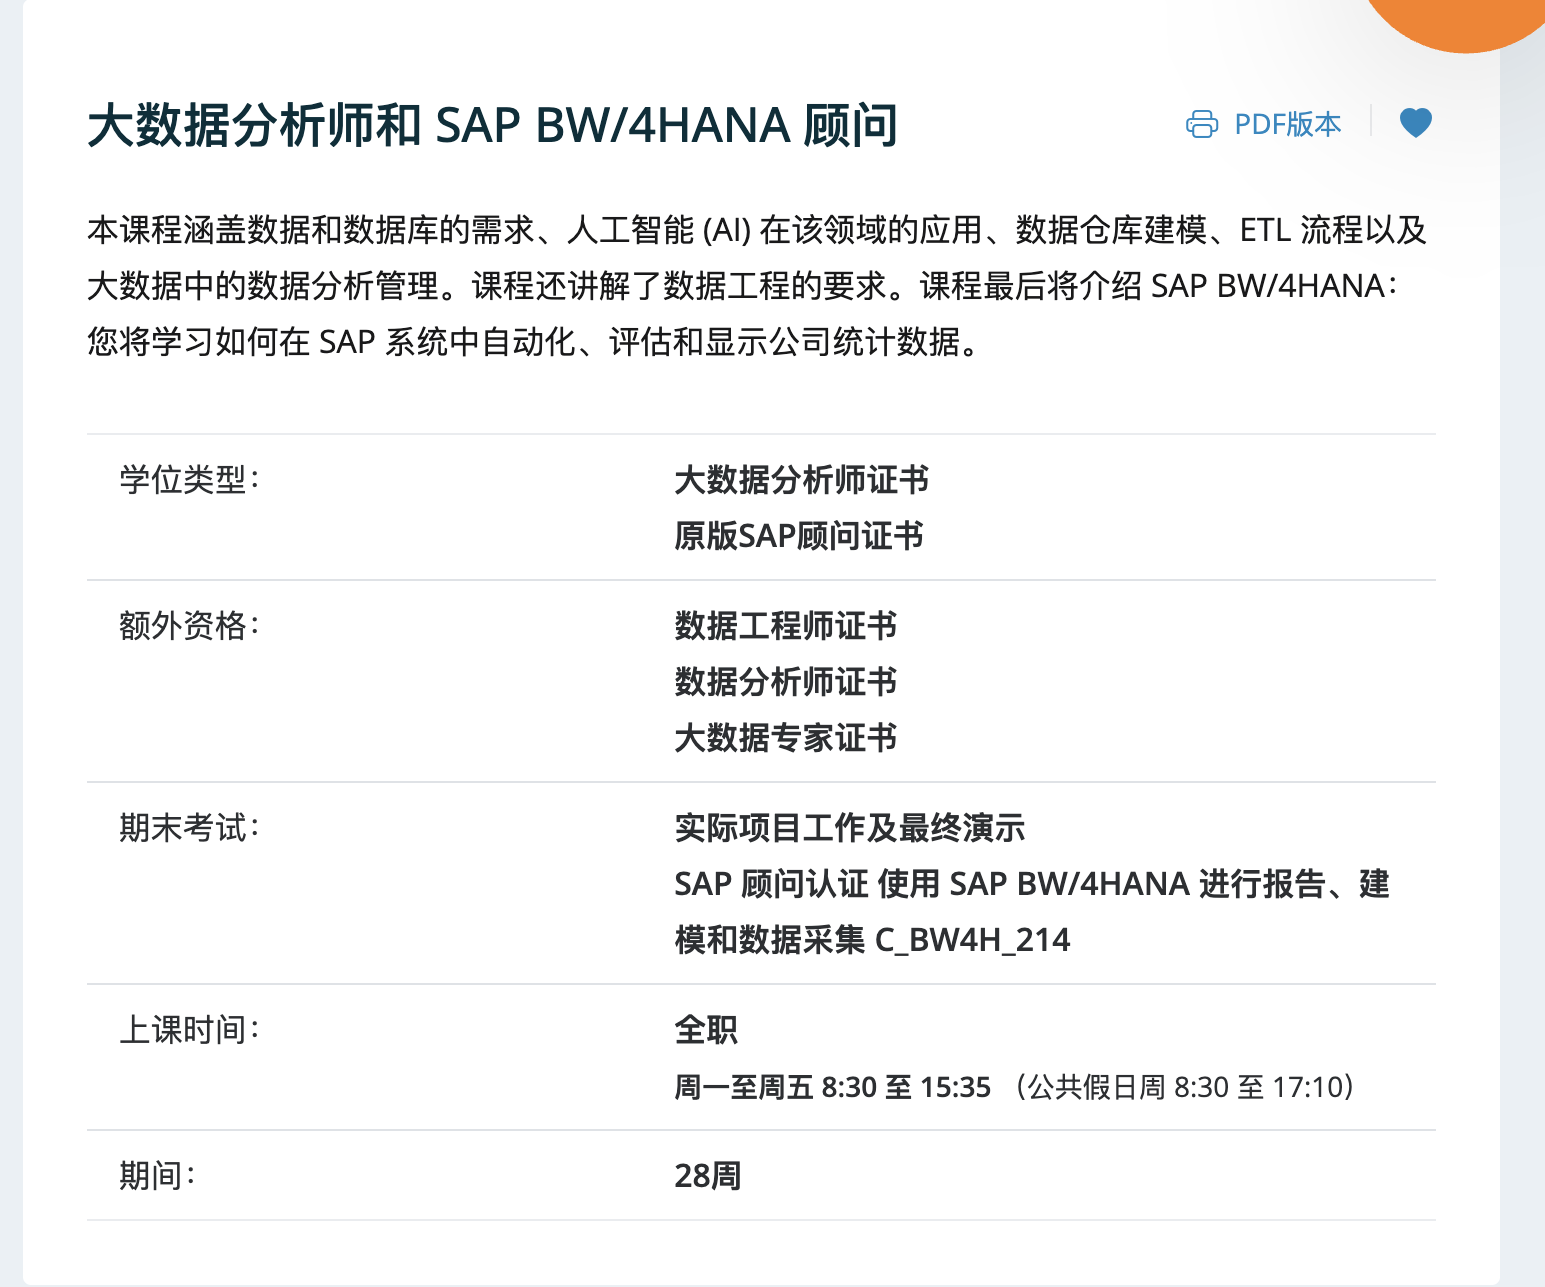 大数据分析师和 SAP BW/4HANA 顾问
PDF版本
本课程涵盖数据和数据库的需求、人工智能 (AI) 在该领域的应用、数据仓库建模、ETL 流程以及
大数据中的数据分析管理。课程还讲解了数据工程的要求。课程最后将介绍 SAP BW/4HANA：
您将学习如何在 SAP 系统中自动化、评估和显示公司统计数据。
学位类型：
大数据分析师证书
原版SAP顾问证书
额外资格：
数据工程师证书
数据分析师证书
大数据专家证书
期末考试：
实际项目工作及最终演示
SAP 顾问认证 使用 SAP BW/4HANA 进行报告、建
模和数据采集 C_BW4H_214
上课时间：
全职
周一至周五 8:30 至 15:35 （公共假日周 8:30 至 17:10）
期间：
28周